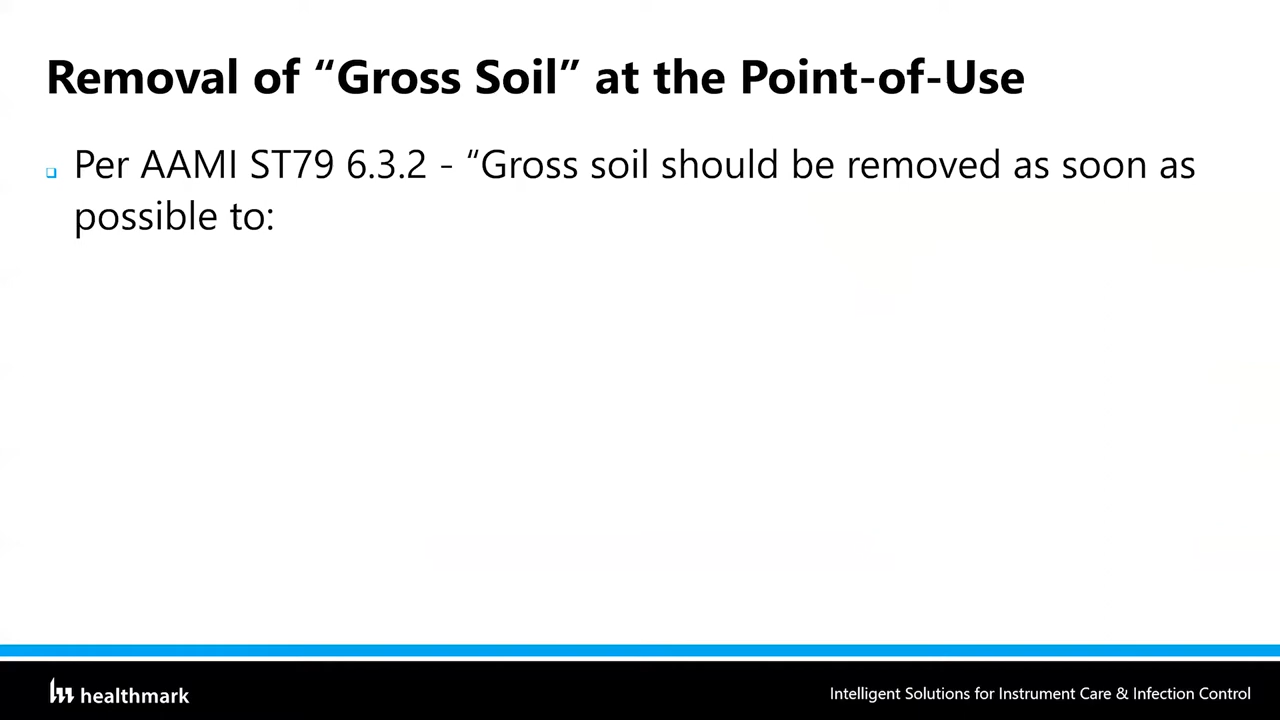 Removal of “Gross Soil” at the Point-of-Use
Per AAMI ST79 6.3.2 - “Gross soil should be removed as soon as
possible to:
healthmark
Intelligent Solutions for Instrument Care & Infection Control